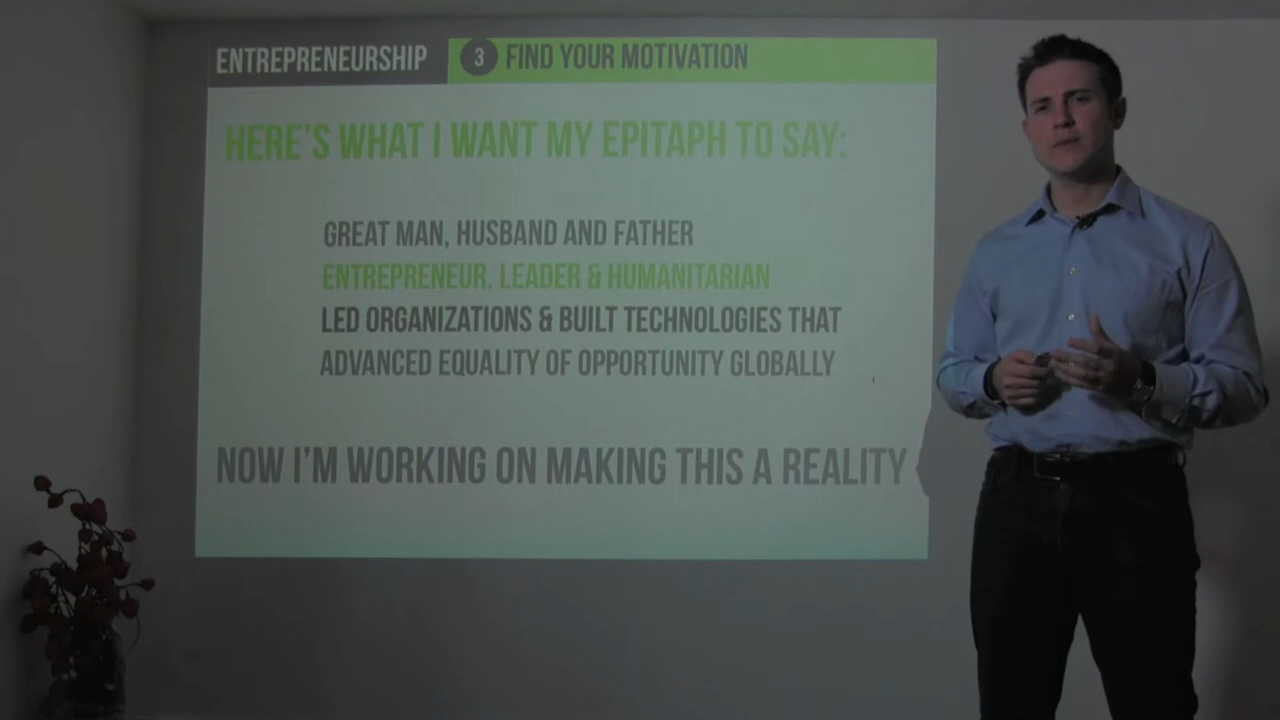 ENTREPRENEURSHIP
3 FIND YOUR MOTIVATION
HERE'S WHAT I WANT MY EPITAPH TO SAY:
GREAT MAN, HUSBAND AND FATHER
ENTREPRENEUR, LEADER & HUMANITARIAN
LED ORGANIZATIONS & BUILT TECHNOLOGIES THAT
ADVANCED EQUALITY OF OPPORTUNITY GLOBALLY
NOW I'M WORKING ON MAKING THIS A REALITY